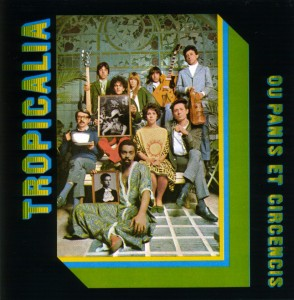 TROPICALIA
OU PANIS ET CIRCENCIS